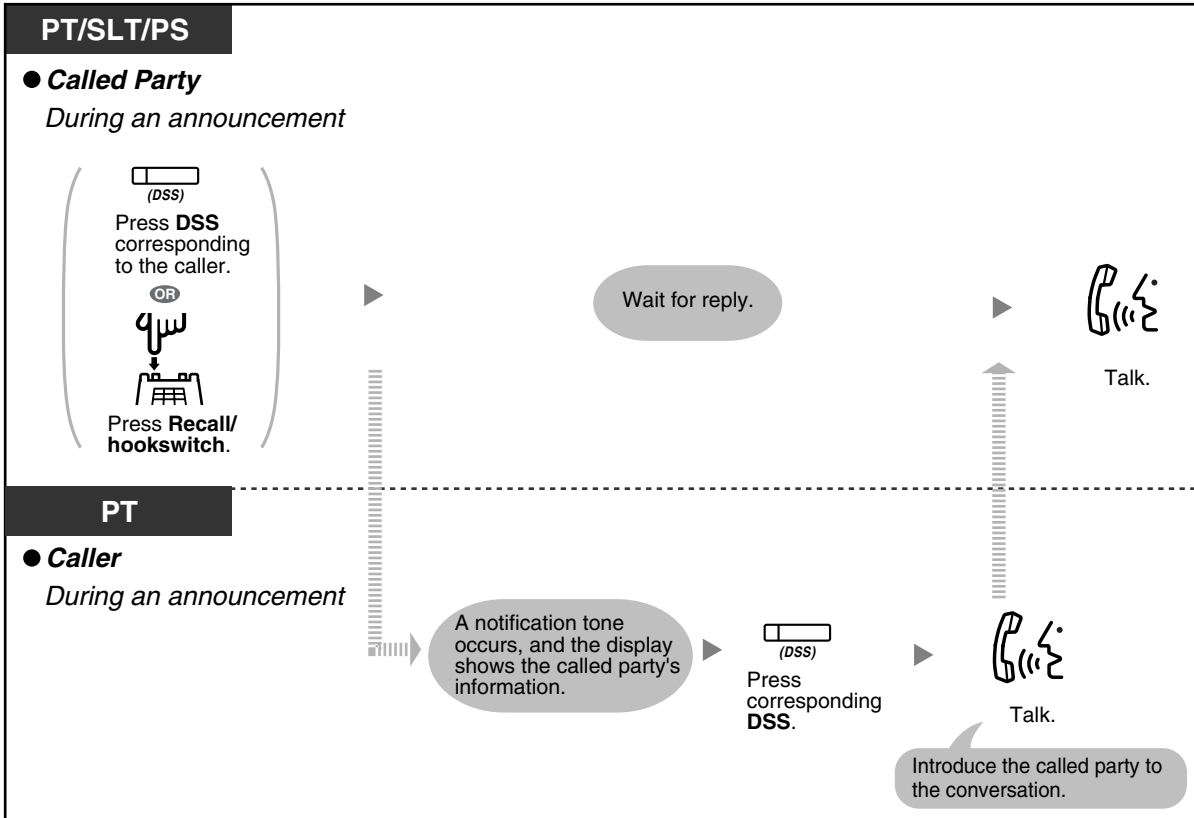 PT/SLT/PS
● Called Party
During an announcement
(DSS)
Press DSS
corresponding
to the caller.
OR
Press Recall/
hookswitch.
Wait for reply.
Talk.
PT
● Caller
During an announcement
A notification tone
occurs, and the display
shows the called party's
information.
(DSS)
Press
corresponding
DSS.
Talk.
Introduce the called party to
the conversation.